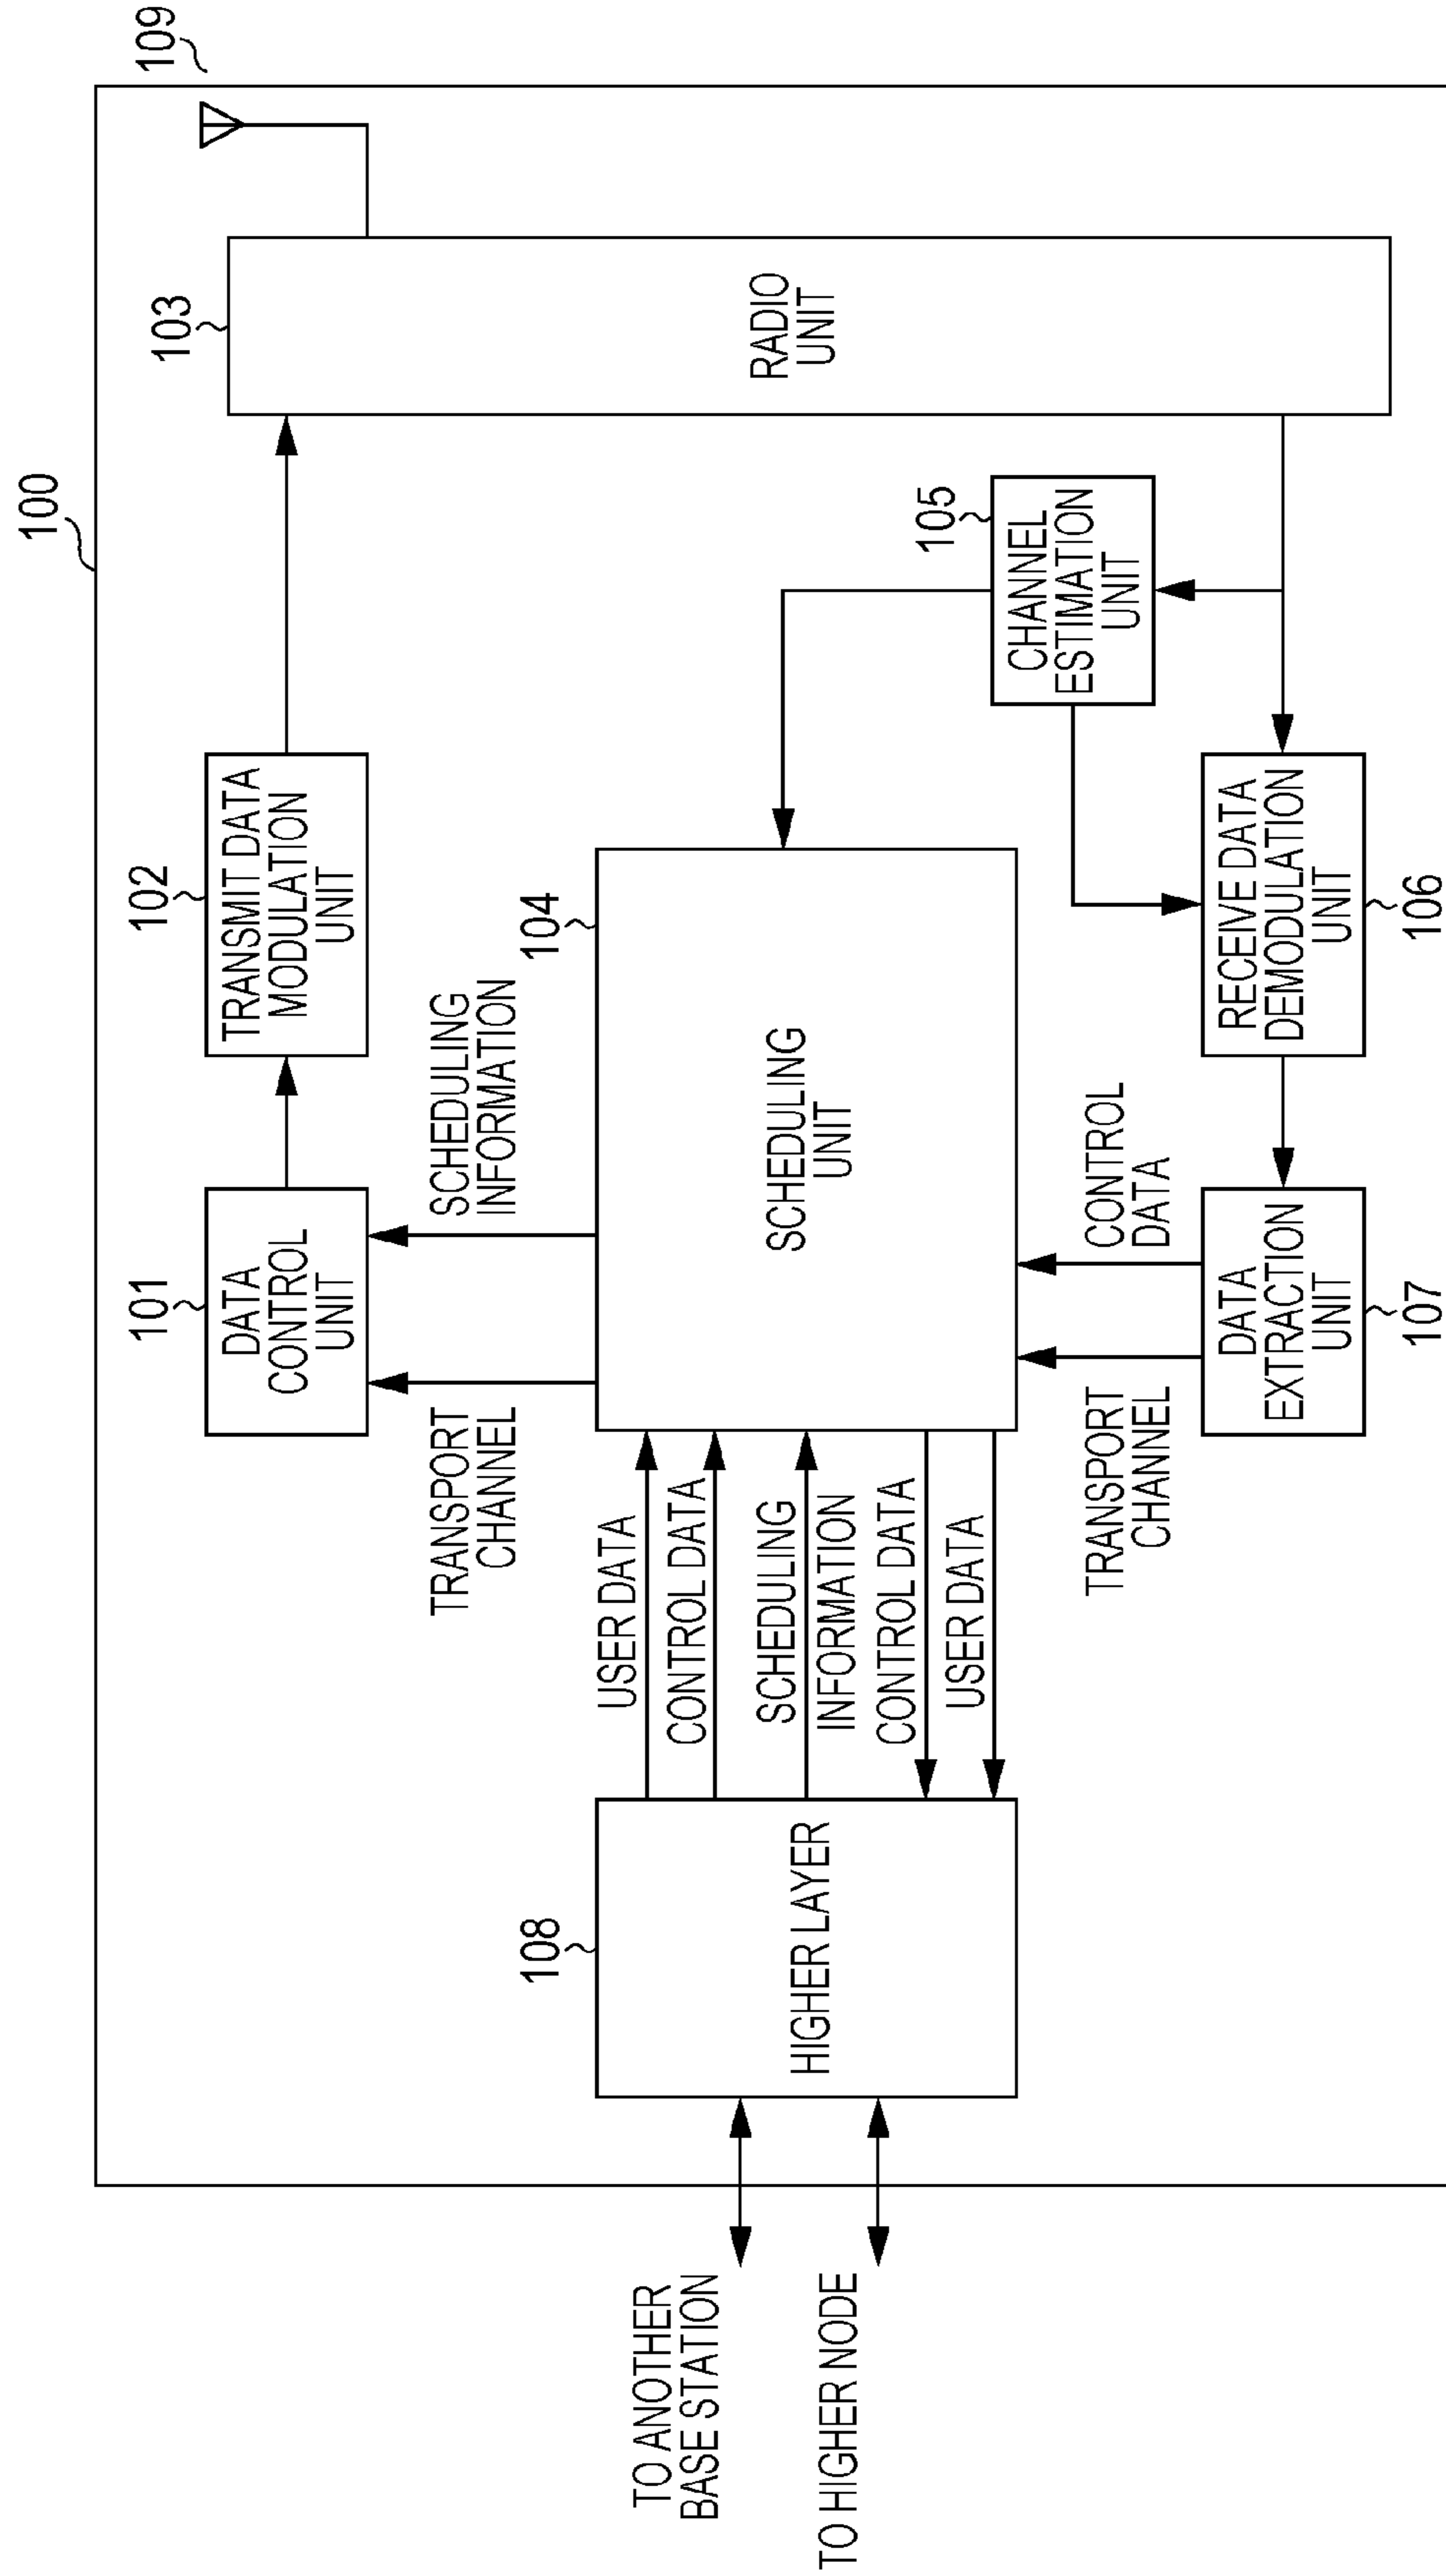 100
109
101
DATA
CONTROL
UNIT
102
TRANSMIT DATA
MODULATION
UNIT
103
RADIO
UNIT
TRANSPORT
CHANNEL
SCHEDULING
INFORMATION
108
HIGHER LAYER
TO ANOTHER
BASE STATION
TO HIGHER NODE
USER DATA
CONTROL DATA
SCHEDULING
INFORMATION
CONTROL DATA
USER DATA
104
SCHEDULING
UNIT
105
CHANNEL
ESTIMATION
UNIT
TRANSPORT
CHANNEL
CONTROL
DATA
DATA
EXTRACTION
UNIT
107
RECEIVE DATA
DEMODULATION
UNIT
106